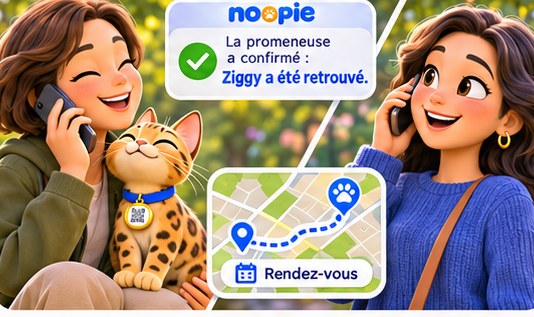 noopie
La promeneuse
a confirmé :
Ziggy a été retrouvé.
Rendez-vous